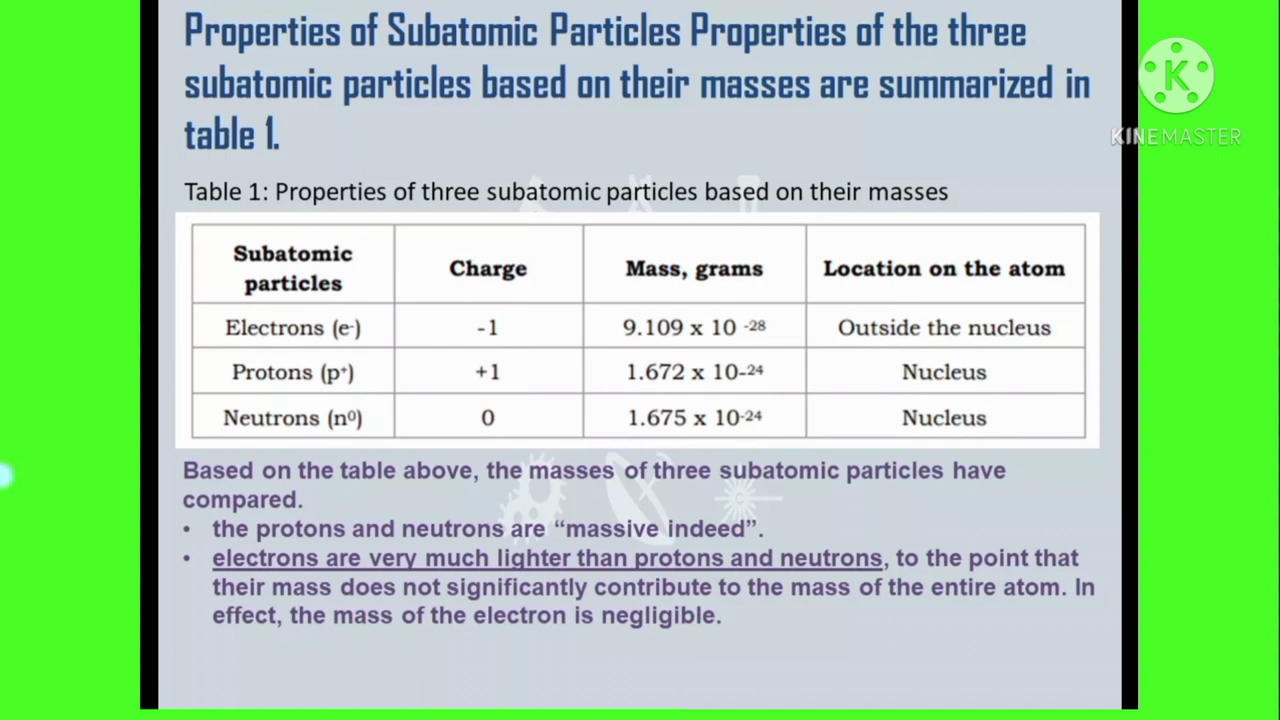 Properties of Subatomic Particles Properties of the three
subatomic particles based on their masses are summarized in
table 1.
K
KINEMASTER
Table 1: Properties of three subatomic particles based on their masses
Subatomic particles Charge Mass, grams Location on the atom
Electrons (e-) -1 9.109 x 10 -28 Outside the nucleus
Protons (p+) +1 1.672 x 10-24 Nucleus
Neutrons (n0) 0 1.675 x 10-24 Nucleus
Based on the table above, the masses of three subatomic particles have
compared.
• the protons and neutrons are “massive indeed”.
• electrons are very much lighter than protons and neutrons, to the point that
their mass does not significantly contribute to the mass of the entire atom. In
effect, the mass of the electron is negligible.